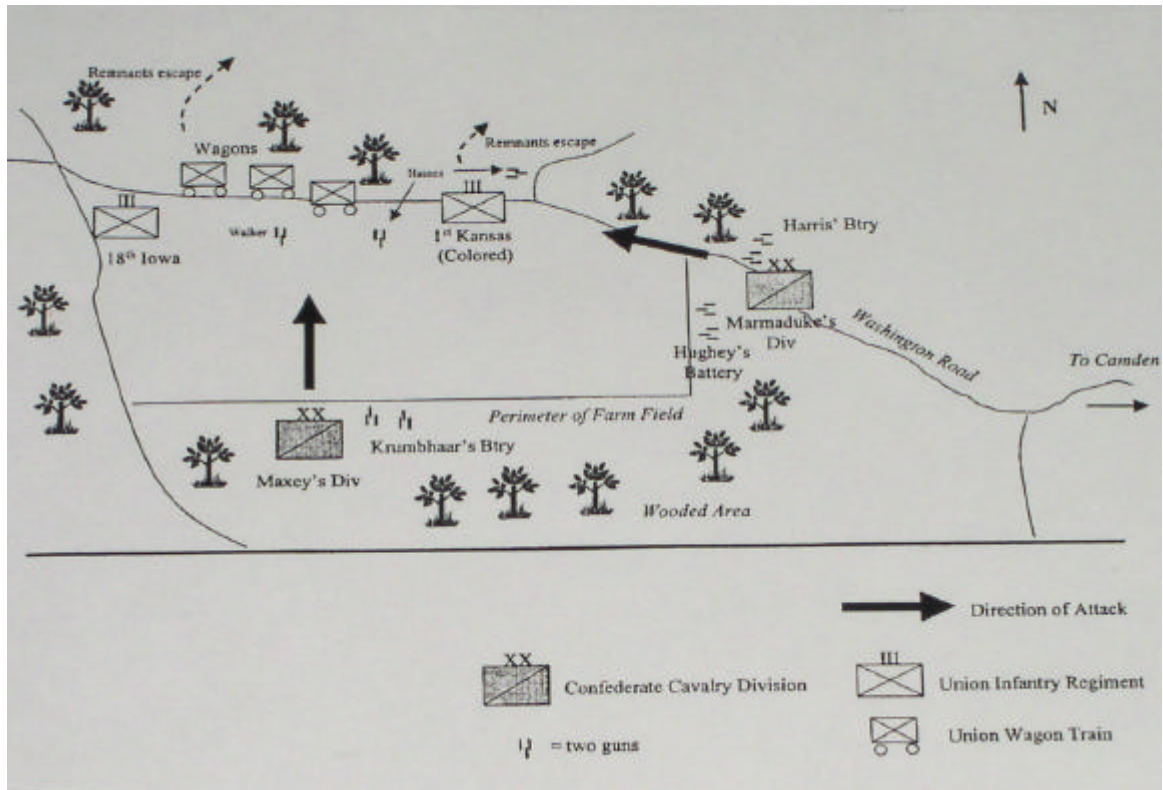 Remnants escape
N
Wagons
Remnants escape
Haines
III
III
Harris' Btry
Walker
1st Kansas
(Colored)
18th Iowa
XX
Marmaduke's
Div
Washington Road
Hughey's
Battery
To Camden
XX
Perimeter of Farm Field
Krumbhaar's Btry
Maxey's Div
Wooded Area
Direction of Attack
XX
Confederate Cavalry Division
III
Union Infantry Regiment
= two guns
Union Wagon Train